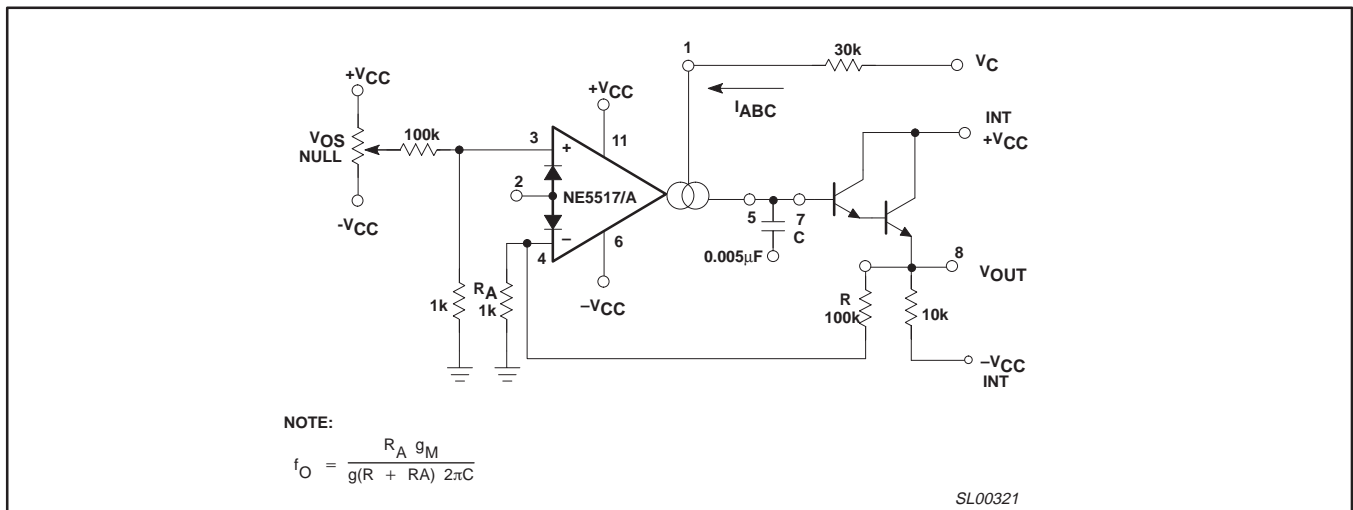 1
30k
VC
+VCC
+VCC
IABC
INT
+VCC
VOS
NULL
100k
3
+
11
2
NE5517/A
-VCC
–
4
6
5
7
C
0.005μF
8
VOUT
RA
1k
1k
–VCC
R
100k
10k
–VCC
INT
NOTE:
fO = RA gM
g(R + RA) 2πC
SL00321